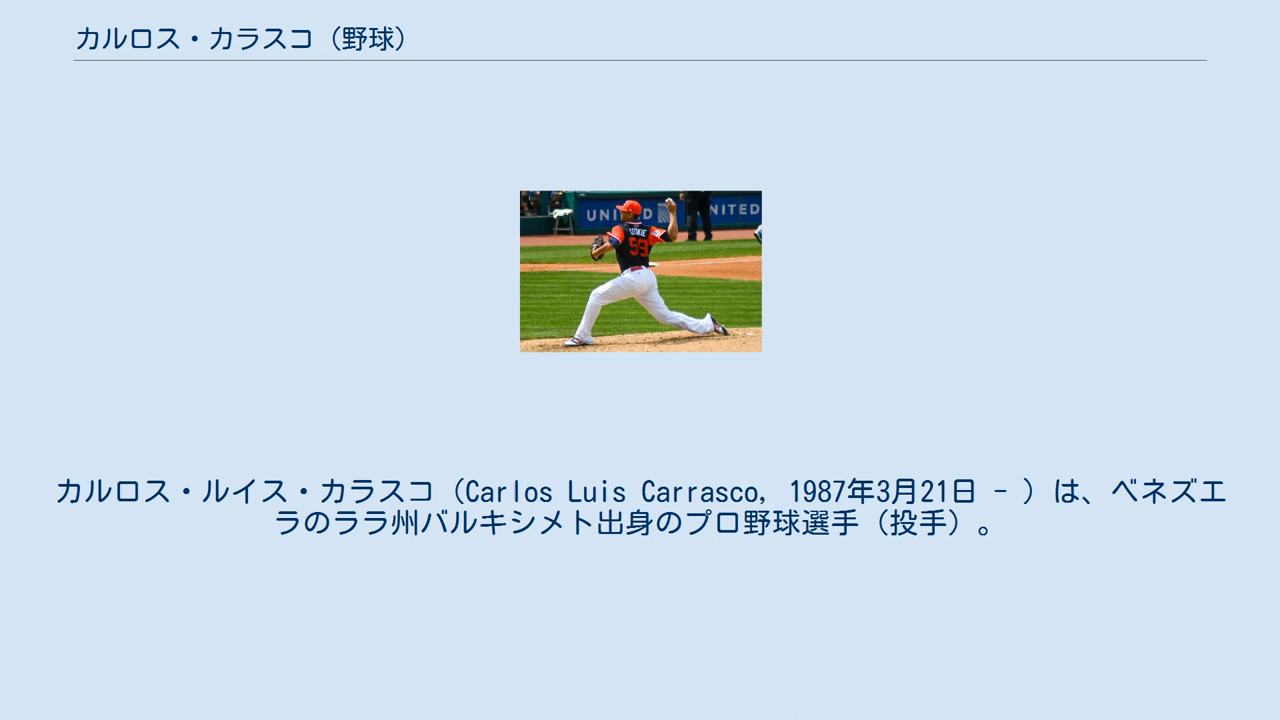 カルロス・カラスコ（野球）
UNITED
UNITED
59
カルロス・ルイス・カラスコ（Carlos Luis Carrasco, 1987年3月21日 - ）は、ベネズエ
ラのララ州バルキシメト出身のプロ野球選手（投手）。